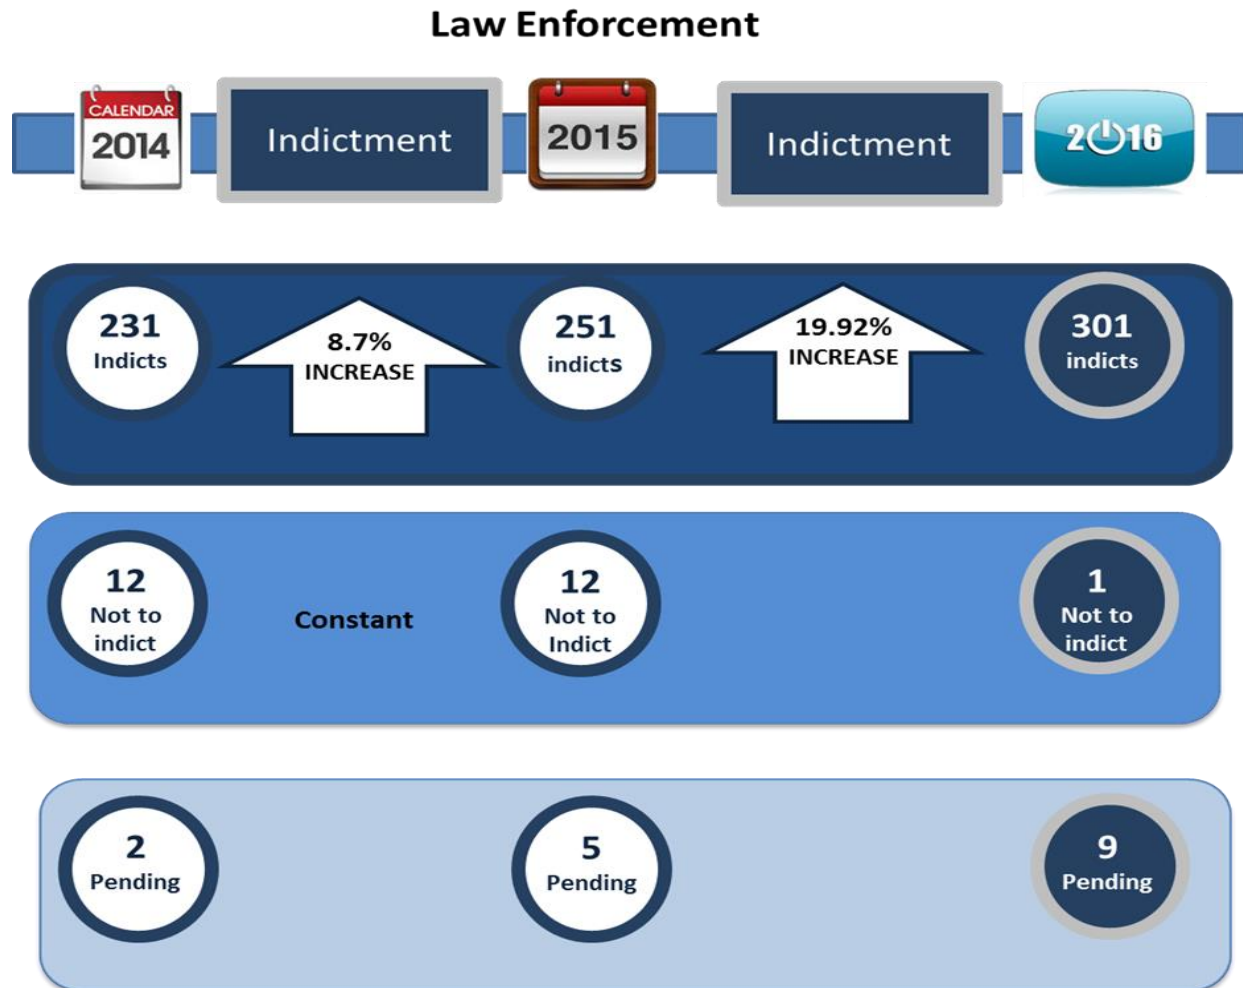 Law Enforcement
CALENDAR
2014
Indictment
2015
Indictment
2016
231
Indicts
8.7%
INCREASE
251
indicts
19.92%
INCREASE
301
indicts
12
Not to
indict
Constant
12
Not to
Indict
1
Not to
indict
2
Pending
5
Pending
9
Pending